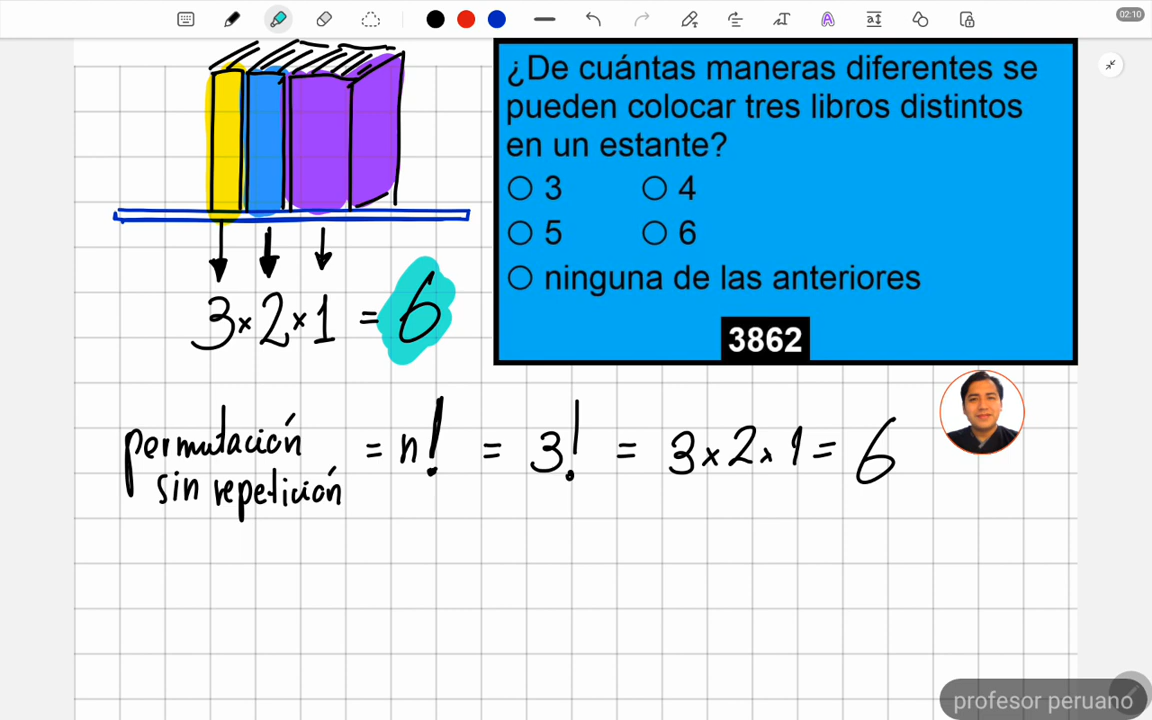 02:10
¿De cuántas maneras diferentes se
pueden colocar tres libros distintos
en un estante?
3 4
5 6
ninguna de las anteriores
3862
3×2×1 = 6
permutación = n! = 3! = 3×2×1 = 6
sin repetición
profesor peruano